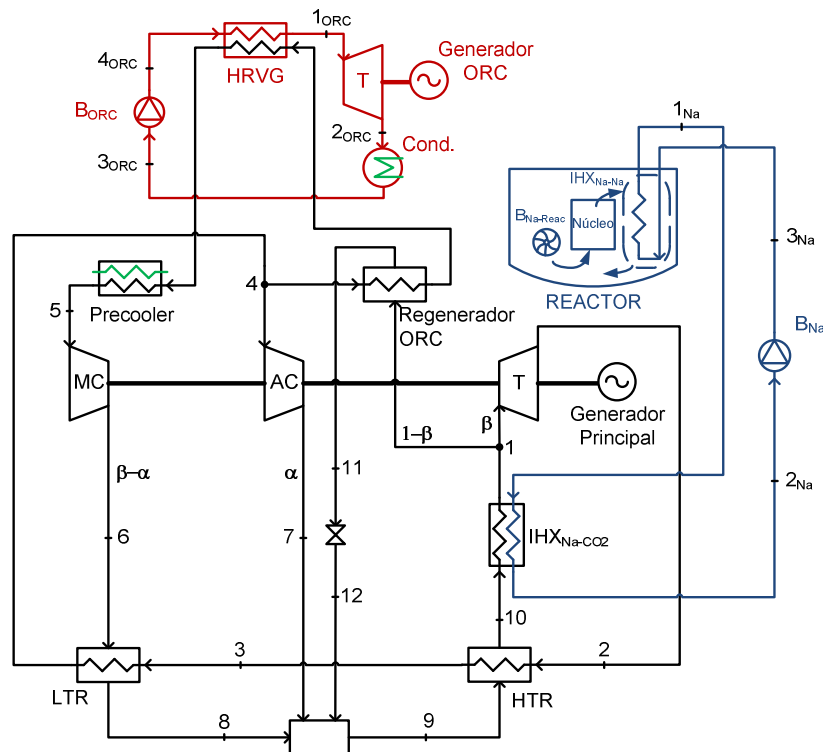 1ORC
4ORC
HRVG
T
Generador
ORC
BORC
2ORC
Cond.
3ORC
1Na
IHXNa-Na
BNa-Reac
Núcleo
3Na
REACTOR
4
5
Precooler
Regenerador
ORC
BNa
MC
AC
T
Generador
Principal
β
1−β
1
β−α
α
11
2Na
6
7
IHXNa-CO2
12
10
3
2
LTR
HTR
8
9